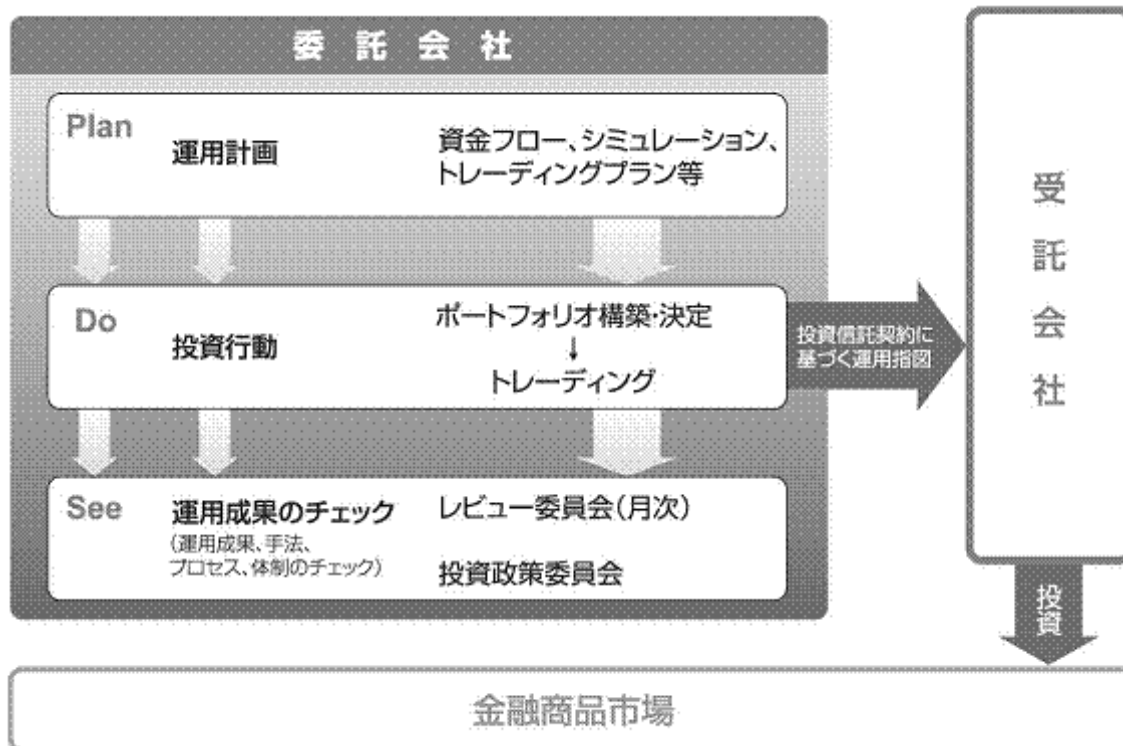 委託会社
Plan
運用計画
資金フロー、シミュレーション、
トレーディングプラン等
Do
投資行動
ポートフォリオ構築・決定
↓
トレーディング
投資信託契約に
基づく運用指図
See
運用成果のチェック
(運用成果、手法、
プロセス、体制のチェック)
レビュー委員会(月次)
投資政策委員会
受託会社
投資
金融商品市場